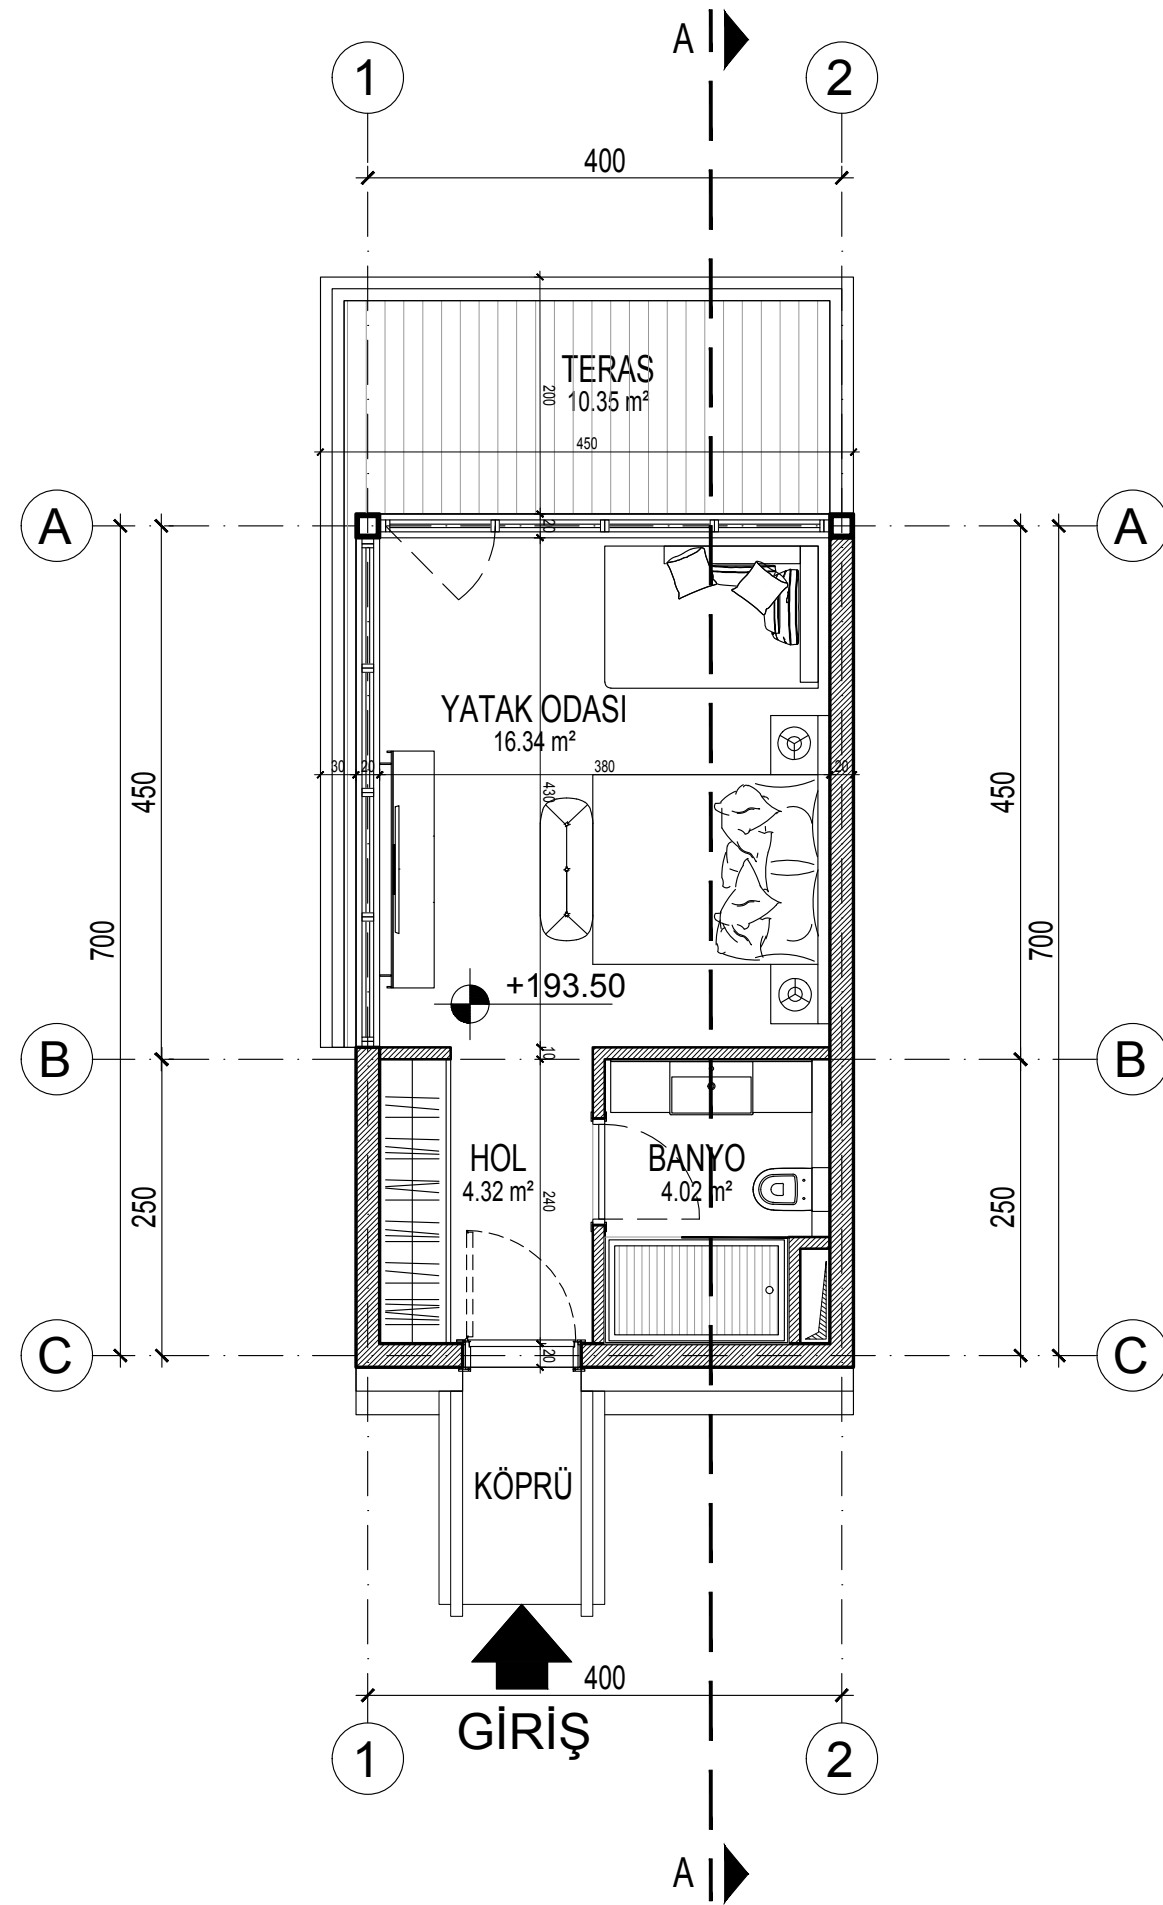 A
1
2
400
TERAS
10.35 m²
200
450
A
A
20
YATAK ODASI
16.34 m²
30
20
380
20
430
450
450
700
700
+193.50
B
B
10
HOL
4.32 m²
BANYO
4.02 m²
240
250
250
C
C
20
KÖPRÜ
400
GİRİŞ
1
2
A